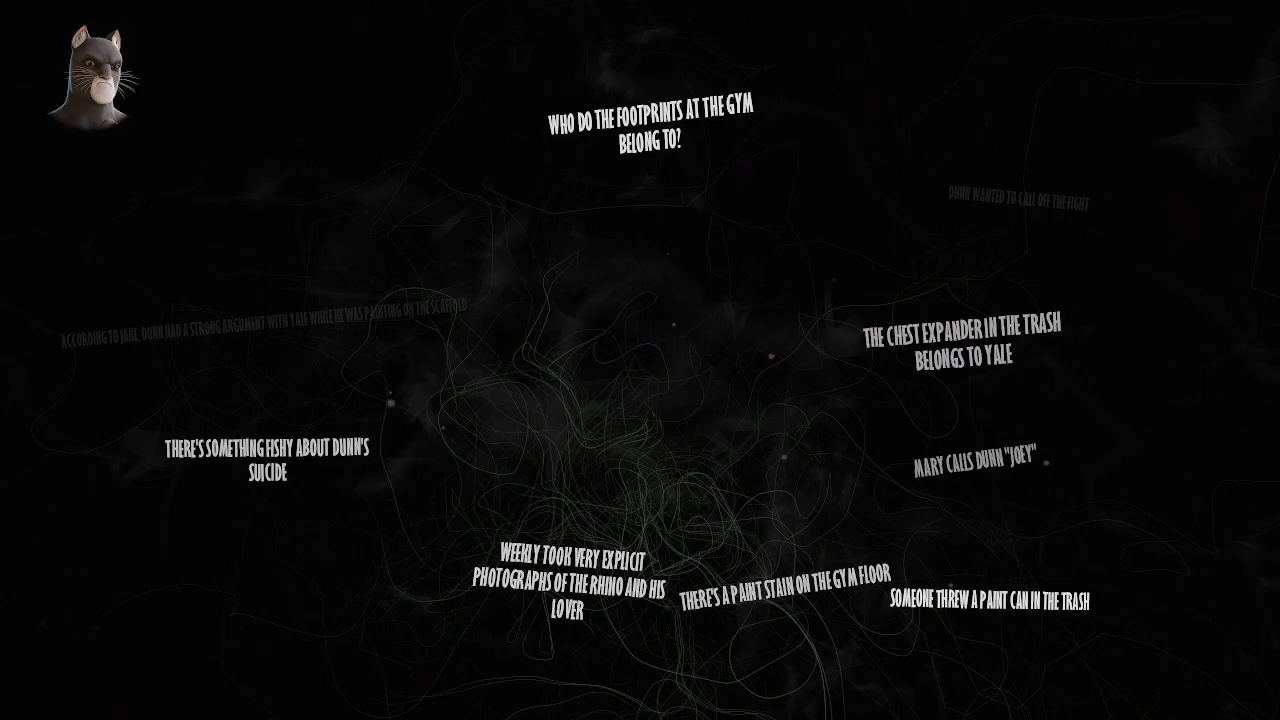 WHO DO THE FOOTPRINTS AT THE GYM
BELONG TO?
DUNN WANTED TO CALL OFF THE FIGHT
ACCORDING TO JAKE, DUNN HAD A STRONG ARGUMENT WITH YALE WHILE HE WAS PAINTING ON THE SCAFFOLD
THE CHEST EXPANDER IN THE TRASH
BELONGS TO YALE
THERE'S SOMETHING FISHY ABOUT DUNN'S
SUICIDE
MARY CALLS DUNN "JOEY"
WEEKLY TOOK VERY EXPLICIT
PHOTOGRAPHS OF THE RHINO AND HIS
LOVER
THERE'S A PAINT STAIN ON THE GYM FLOOR
SOMEONE THREW A PAINT CAN IN THE TRASH